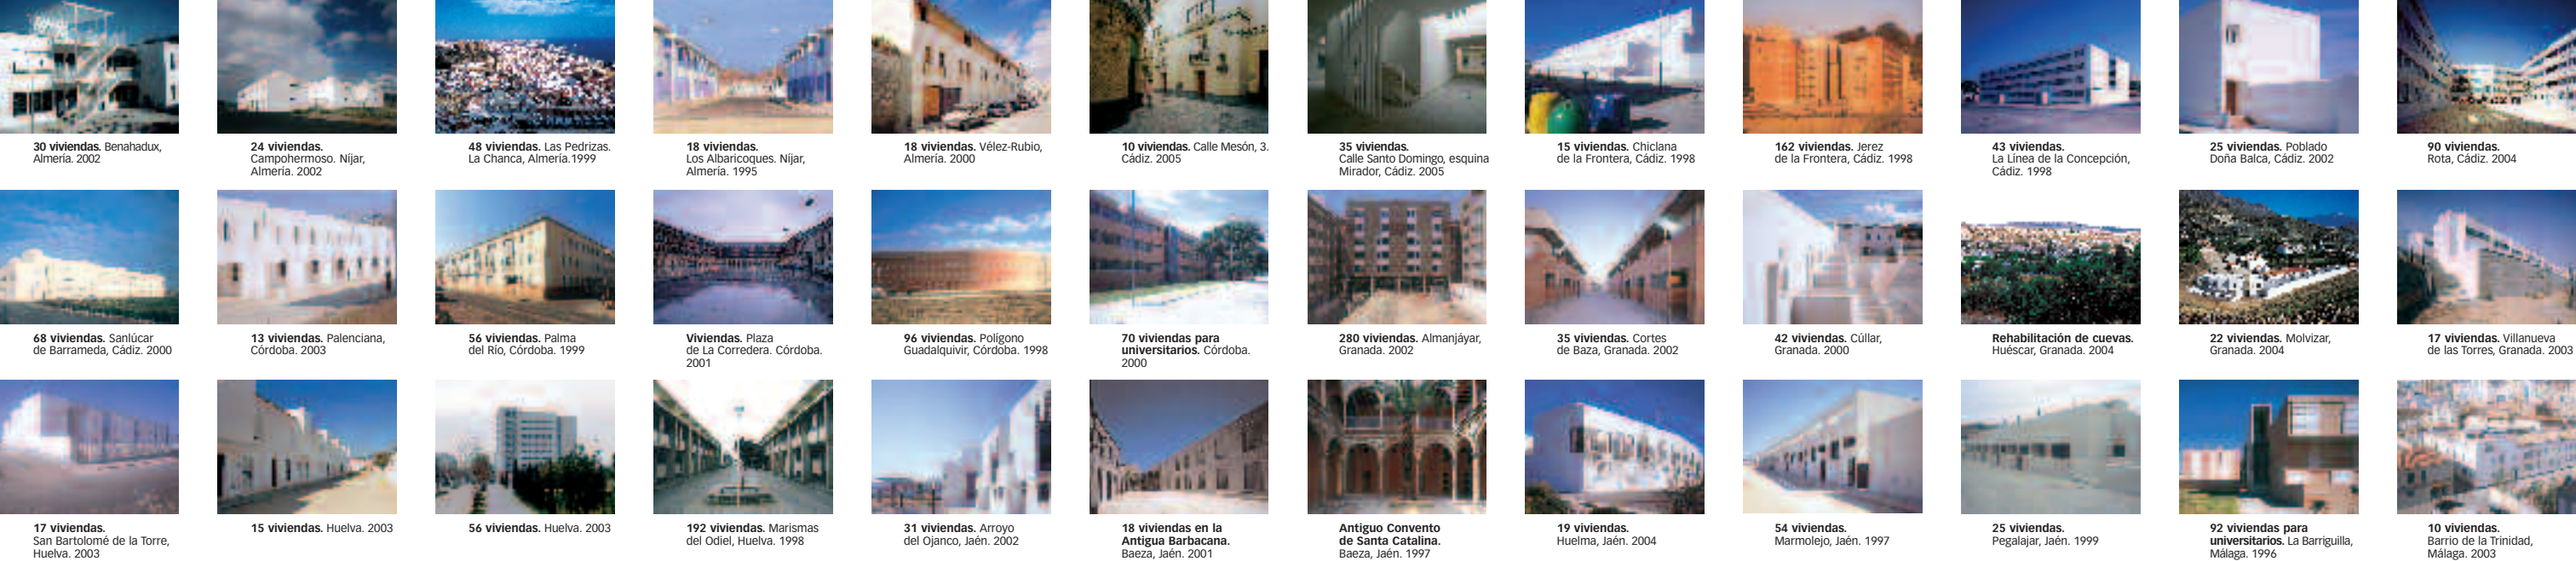 30 viviendas. Benahadux,
Almería. 2002
24 viviendas.
Campohermoso. Níjar,
Almería. 2002
48 viviendas. Las Pedrizas.
La Chanca, Almería.1999
18 viviendas.
Los Albaricoques. Níjar,
Almería. 1995
18 viviendas. Vélez-Rubio,
Almería. 2000
10 viviendas. Calle Mesón, 3.
Cádiz. 2005
35 viviendas.
Calle Santo Domingo, esquina
Mirador, Cádiz. 2005
15 viviendas. Chiclana
de la Frontera, Cádiz. 1998
162 viviendas. Jerez
de la Frontera, Cádiz. 1998
43 viviendas.
La Línea de la Concepción,
Cádiz. 1998
25 viviendas. Poblado
Doña Balca, Cádiz. 2002
90 viviendas.
Rota, Cádiz. 2004
68 viviendas. Sanlúcar
de Barrameda, Cádiz. 2000
13 viviendas. Palenciana,
Córdoba. 2003
56 viviendas. Palma
del Río, Córdoba. 1999
Viviendas. Plaza
de La Corredera. Córdoba.
2001
96 viviendas. Polígono
Guadalquivir, Córdoba. 1998
70 viviendas para
universitarios. Córdoba.
2000
280 viviendas. Almanjáyar,
Granada. 2002
35 viviendas. Cortes
de Baza, Granada. 2002
42 viviendas. Cúllar,
Granada. 2000
Rehabilitación de cuevas.
Huéscar, Granada. 2004
22 viviendas. Molvizar,
Granada. 2004
17 viviendas. Villanueva
de las Torres, Granada. 2003
17 viviendas.
San Bartolomé de la Torre,
Huelva. 2003
15 viviendas. Huelva. 2003
56 viviendas. Huelva. 2003
192 viviendas. Marismas
del Odiel, Huelva. 1998
31 viviendas. Arroyo
del Ojanco, Jaén. 2002
18 viviendas en la
Antigua Barbacana.
Baeza, Jaén. 2001
Antiguo Convento
de Santa Catalina.
Baeza, Jaén. 1997
19 viviendas.
Huelma, Jaén. 2004
54 viviendas.
Marmolejo, Jaén. 1997
25 viviendas.
Pegalajar, Jaén. 1999
92 viviendas para
universitarios. La Barriguilla,
Málaga. 1996
10 viviendas.
Barrio de la Trinidad,
Málaga. 2003